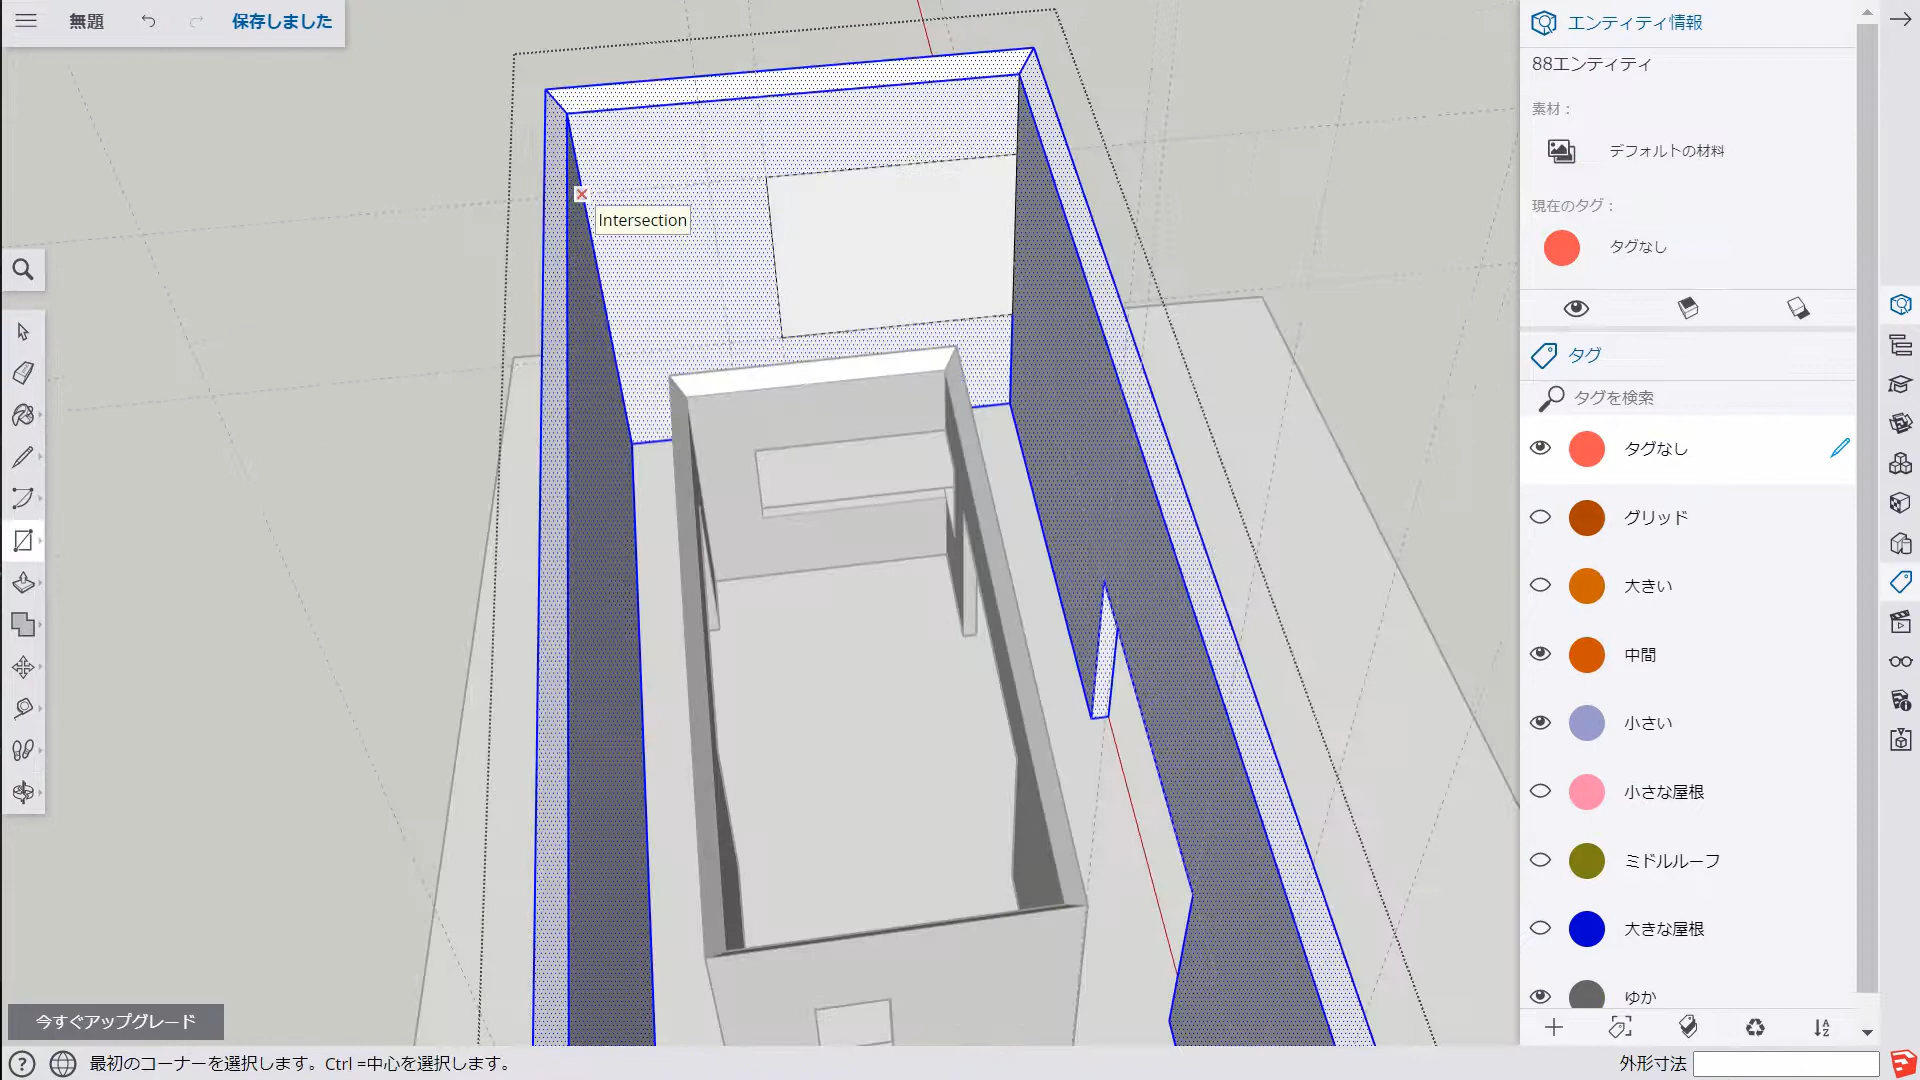 無題
保存しました
エンティティ情報
88エンティティ
素材：
デフォルトの材料
現在のタグ：
タグなし
タグ
タグを検索
タグなし
グリッド
大きい
中間
小さい
小さな屋根
ミドルルーフ
大きな屋根
ゆか
Intersection
今すぐアップグレード
最初のコーナーを選択します。Ctrl =中心を選択します。
外形寸法